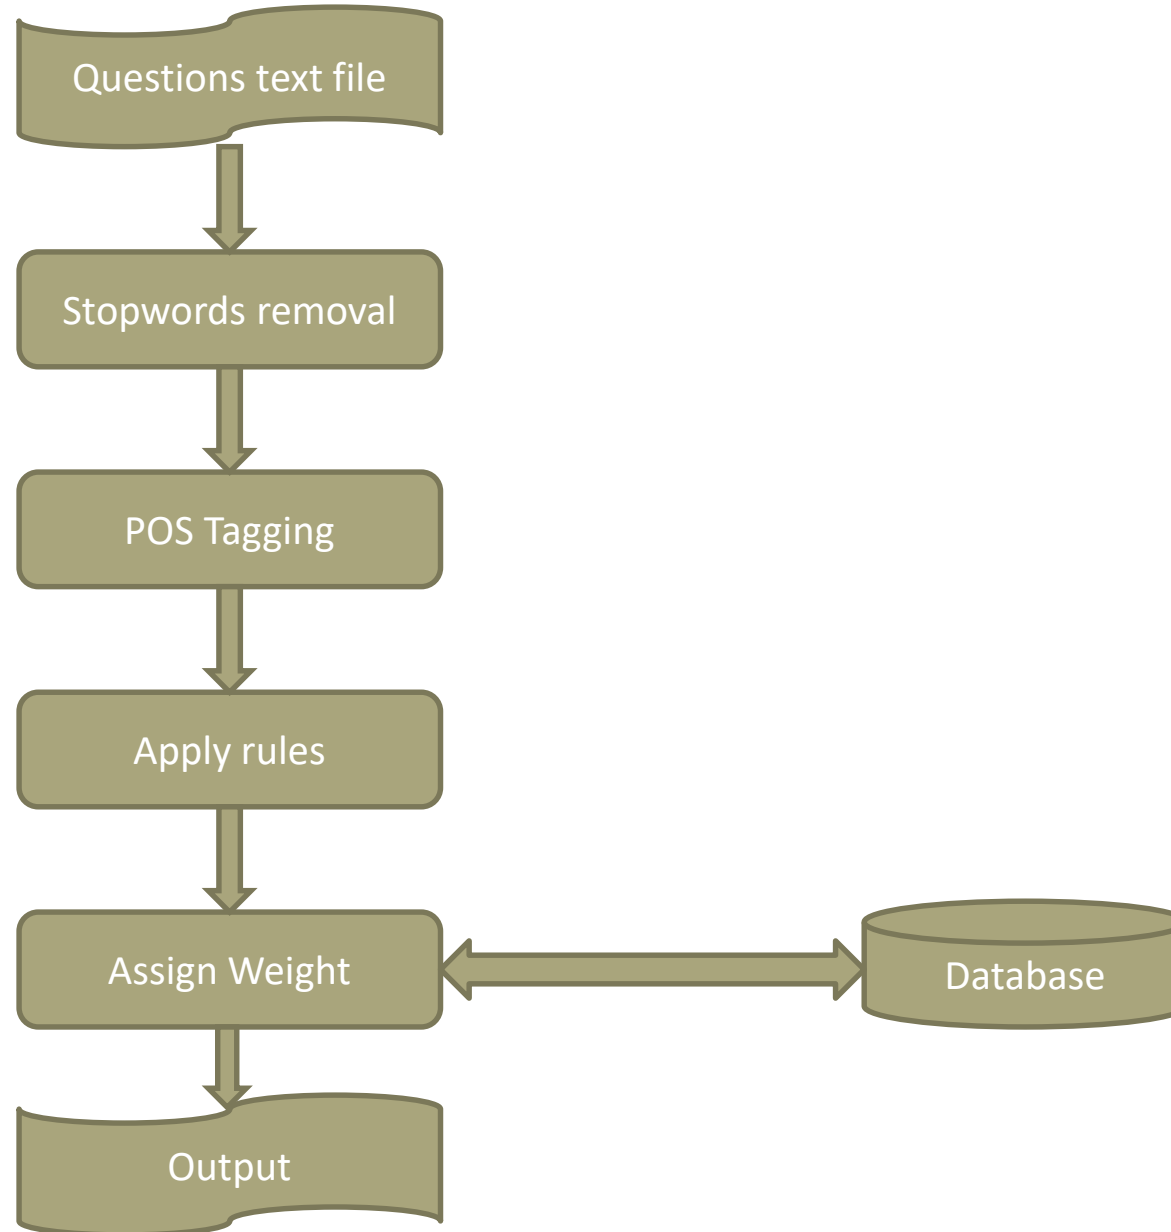 Questions text file
Stopwords removal
POS Tagging
Apply rules
Assign Weight
Database
Output